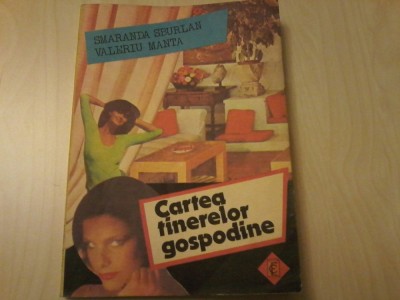 SMARANDA SBURLAN
VALERIU MANTA
Cartea
tinerelor
gospodine